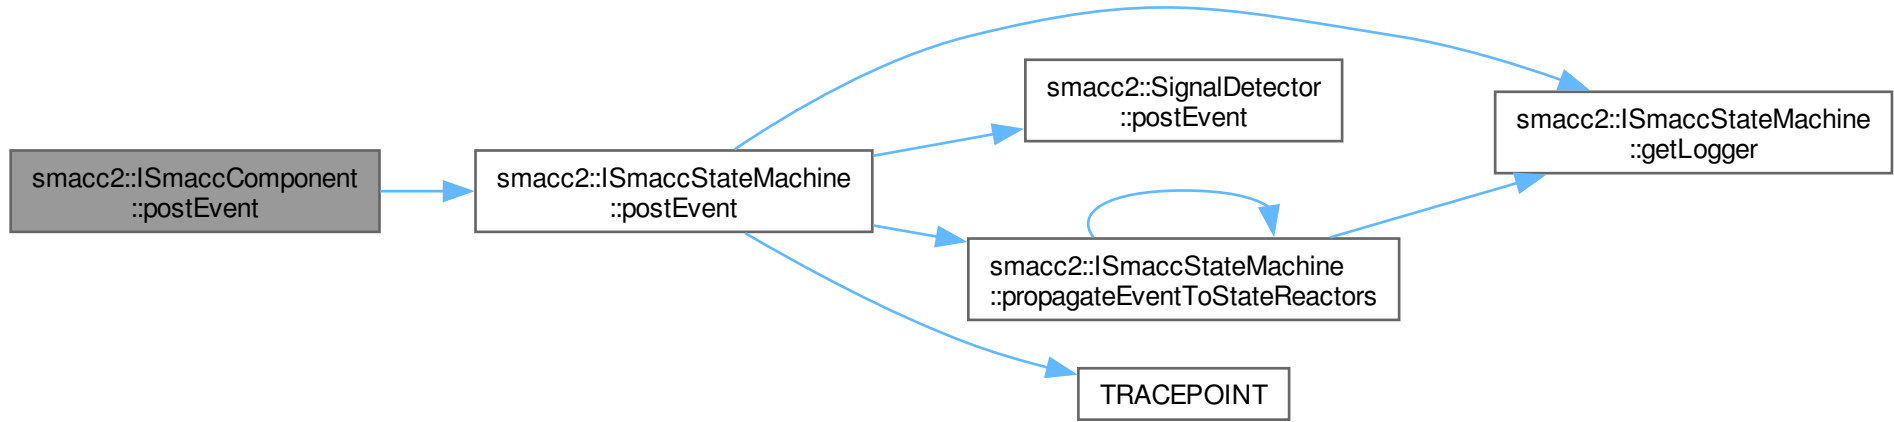 smacc2::ISmaccComponent
::postEvent
smacc2::ISmaccStateMachine
::postEvent
smacc2::SignalDetector
::postEvent
smacc2::ISmaccStateMachine
::getLogger
smacc2::ISmaccStateMachine
::propagateEventToStateReactors
TRACEPOINT